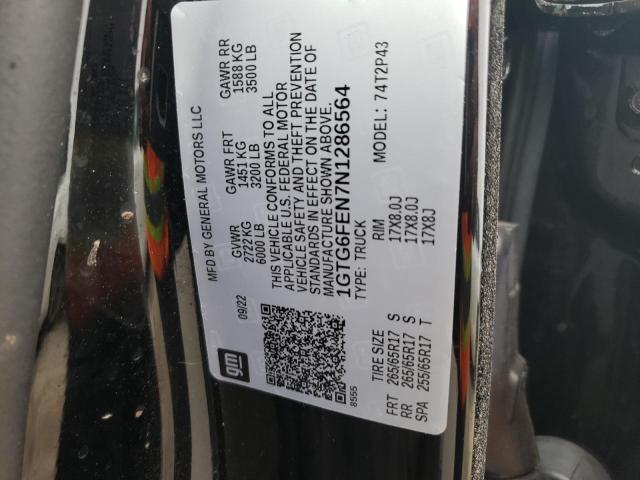 gm
MFD BY GENERAL MOTORS LLC
09/22
GVWR GAWR FRT GAWR RR
2722 KG 1451 KG 1588 KG
6000 LB 3200 LB 3500 LB
THIS VEHICLE CONFORMS TO ALL
APPLICABLE U.S. FEDERAL MOTOR
VEHICLE SAFETY AND THEFT PREVENTION
STANDARDS IN EFFECT ON THE DATE OF
MANUFACTURE SHOWN ABOVE.
1GTG6FEN7N1286564
TYPE: TRUCK MODEL: 74T2P43
8555
TIRE SIZE RIM
FRT 265/65R17 S 17X8.0J
RR 265/65R17 S 17X8.0J
SPA 255/65R17 T 17X8J